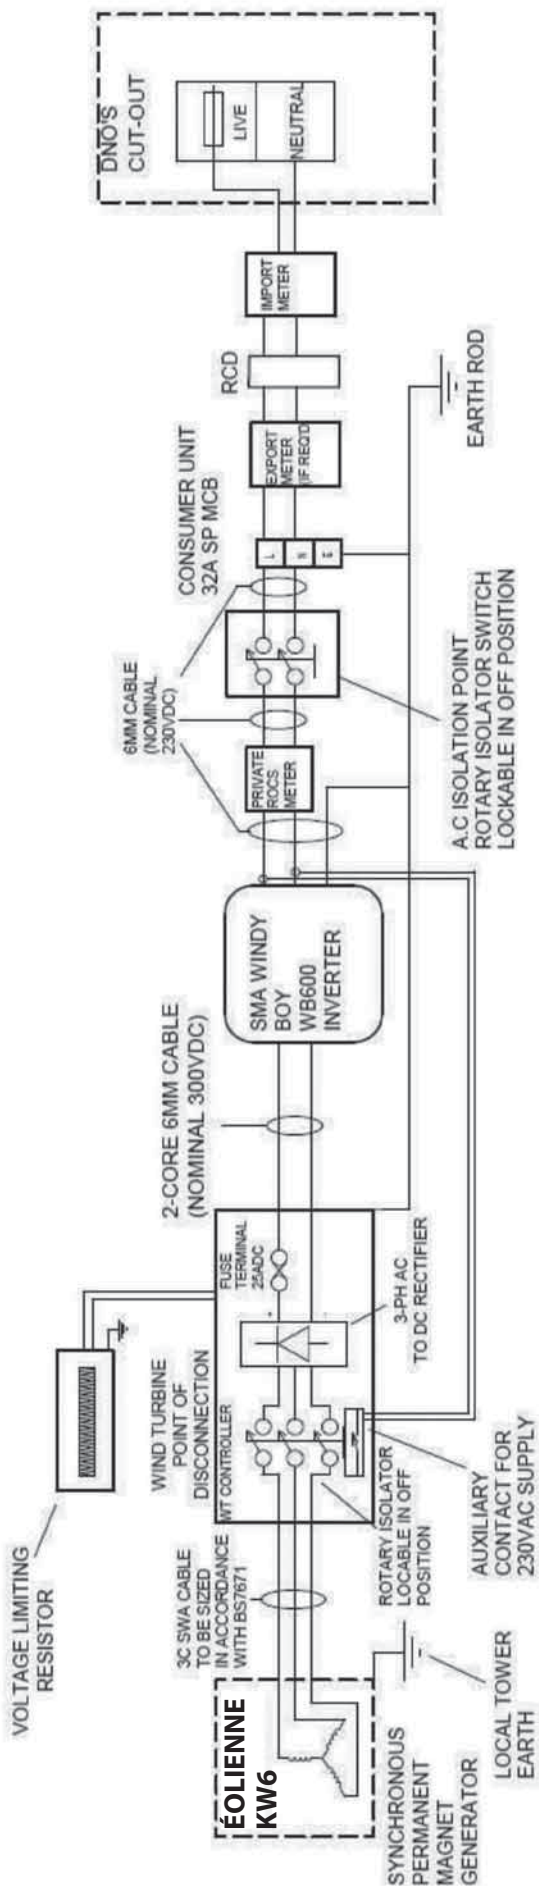 VOLTAGE LIMITING
RESISTOR
ÉOLIENNE
KW6
SYNCHRONOUS
PERMANENT
MAGNET
GENERATOR
LOCAL TOWER
EARTH
3C SWA CABLE
TO BE SIZED
IN ACCORDANCE
WITH BS7671
WIND TURBINE
POINT OF
DISCONNECTION
WT CONTROLLER
ROTARY ISOLATOR
LOCABLE IN OFF
POSITION
AUXILIARY
CONTACT FOR
230VAC SUPPLY
FUSE
TERMINAL
25ADC
3-PH AC
TO DC RECTIFIER
2-CORE 6MM CABLE
(NOMINAL 300VDC)
SMA WINDY
BOY
WB600
INVERTER
PRIVATE
ROCS
METER
6MM CABLE
(NOMINAL
230VDC)
A.C ISOLATION POINT
ROTARY ISOLATOR SWITCH
LOCKABLE IN OFF POSITION
CONSUMER UNIT
32A SP MCB
L
N
E
EXPORT
METER
(IF REQ'D
RCD
EARTH ROD
IMPORT
METER
DNO'S
CUT-OUT
LIVE
NEUTRAL